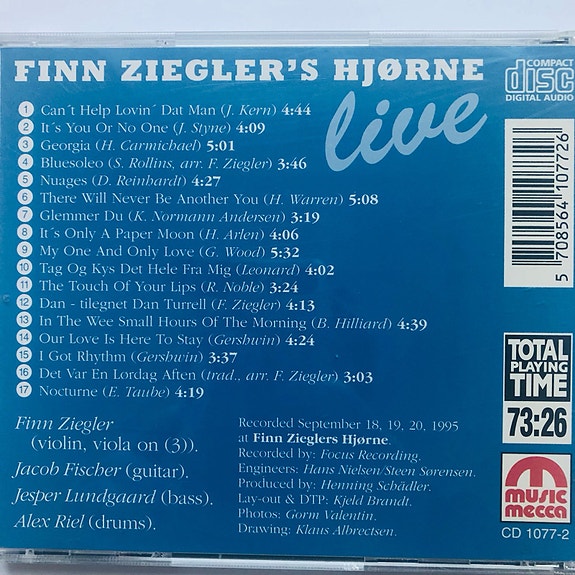 FINN ZIEGLER'S HJØRNE
live
COMPACT
disc
DIGITAL AUDIO
1 Can´t Help Lovin´ Dat Man (J. Kern) 4:44
2 It´s You Or No One (J. Styne) 4:09
3 Georgia (H. Carmichael) 5:01
4 Bluesoleo (S. Rollins, arr. F. Ziegler) 3:46
5 Nuages (D. Reinhardt) 4:27
6 There Will Never Be Another You (H. Warren) 5:08
7 Glemmer Du (K. Normann Andersen) 3:19
8 It´s Only A Paper Moon (H. Arlen) 4:06
9 My One And Only Love (G. Wood) 5:32
10 Tag Og Kys Det Hele Fra Mig (Leonard) 4:02
11 The Touch Of Your Lips (R. Noble) 3:24
12 Dan - tilegnet Dan Turrell (F. Ziegler) 4:13
13 In The Wee Small Hours Of The Morning (B. Hilliard) 4:39
14 Our Love Is Here To Stay (Gershwin) 4:24
15 I Got Rhythm (Gershwin) 3:37
16 Det Var En Lørdag Aften (trad., arr. F. Ziegler) 3:03
17 Nocturne (E. Taube) 4:19
Finn Ziegler
(violin, viola on (3)).
Jacob Fischer (guitar).
Jesper Lundgaard (bass).
Alex Riel (drums).
Recorded September 18, 19, 20, 1995
at Finn Zieglers Hjørne.
Recorded by: Focus Recording.
Engineers: Hans Nielsen/Steen Sørensen.
Produced by: Henning Schädler.
Lay-out & DTP: Kjeld Brandt.
Photos: Gorm Valentin.
Drawing: Klaus Albrectsen.
5 708564 107726
TOTAL
PLAYING
TIME
73:26
music
mecca
CD 1077-2